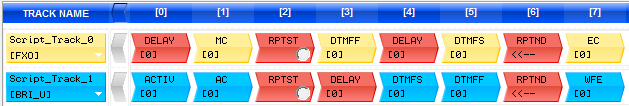 TRACK NAME [0] [1] [2] [3] [4] [5] [6] [7]
Script_Track_0 DELAY MC RPTST DTMFF DELAY DTMFS RPTND EC
[FXO] [0] [0] [0] [0] [0] [0] <<-- [0]
Script_Track_1 ACTIV AC RPTST DELAY DTMFS DTMFF RPTND WFE
[BRI_U] [0] [0] [0] [0] [0] [0] <<-- [0]